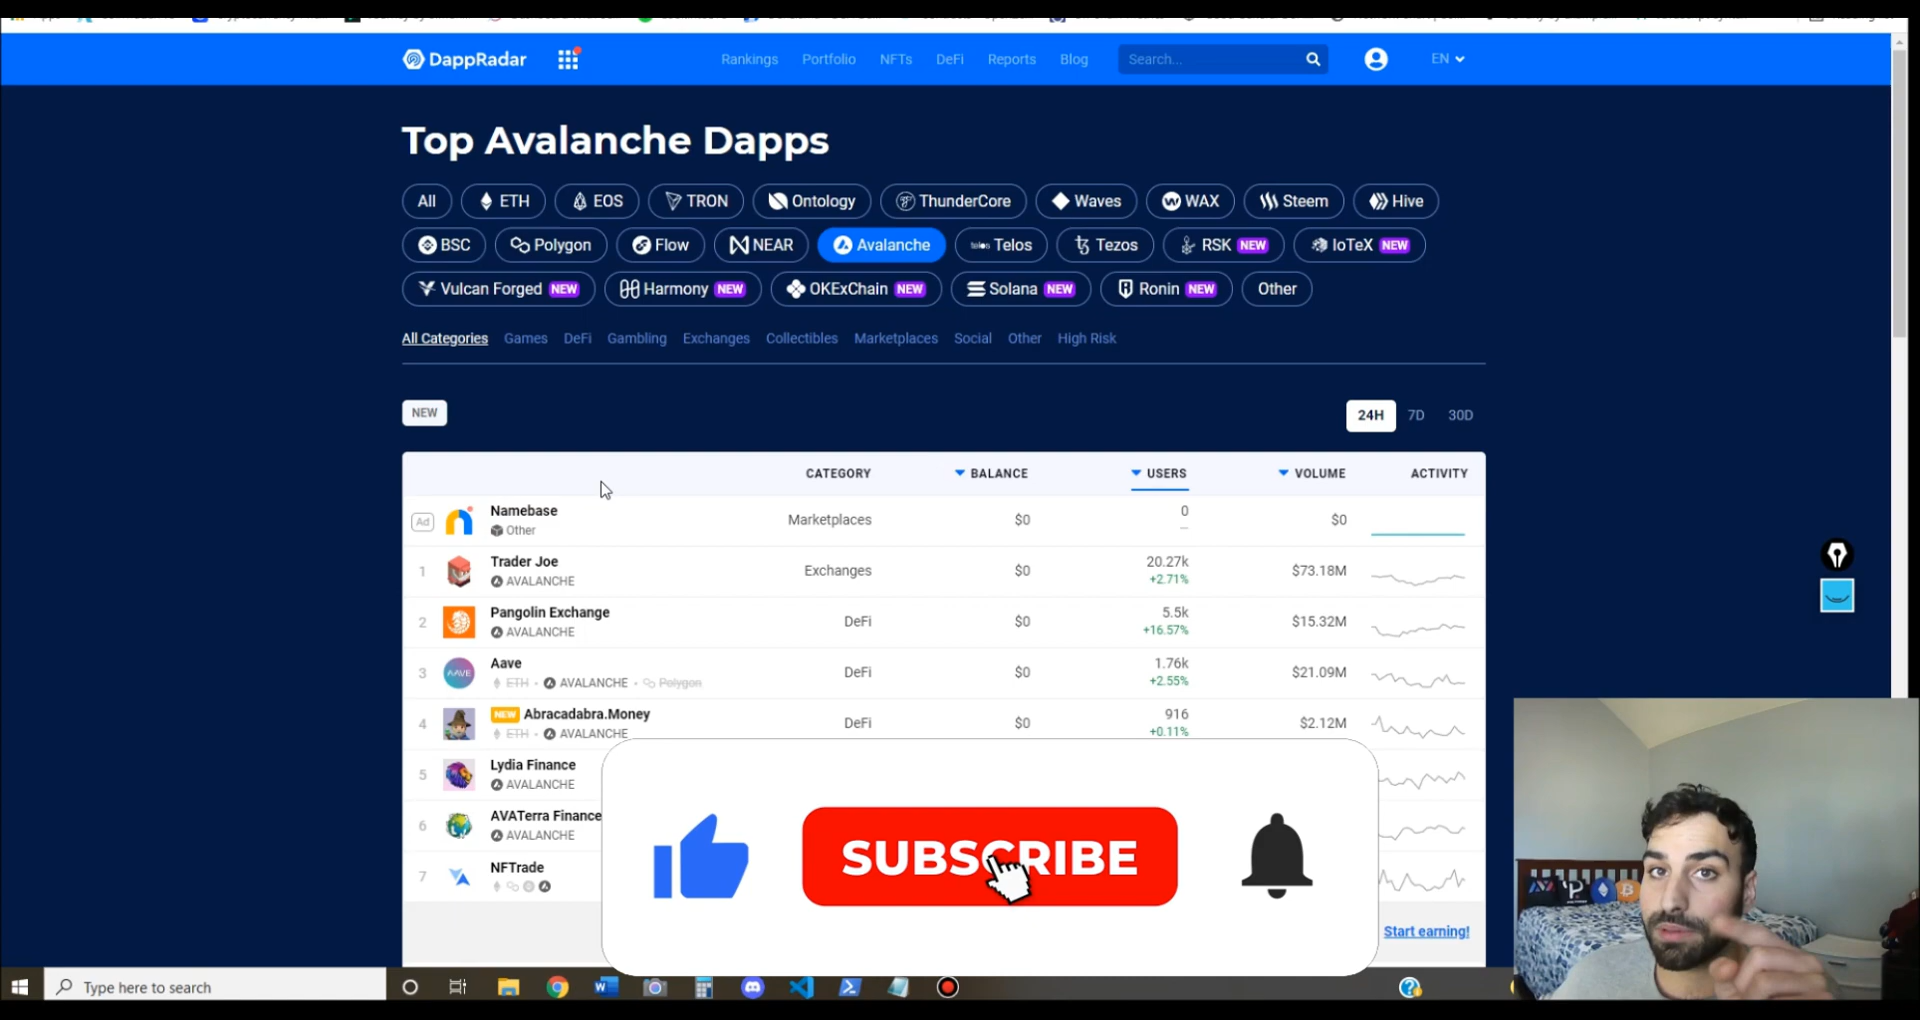 DappRadar
Rankings Portfolio NFTs DeFi Reports Blog Search... EN
Top Avalanche Dapps
All ETH EOS TRON Ontology ThunderCore Waves WAX Steem Hive
BSC Polygon Flow NEAR Avalanche telos Telos Tezos RSK NEW IoTeX NEW
Vulcan Forged NEW Harmony NEW OKExChain NEW Solana NEW Ronin NEW Other
All Categories Games DeFi Gambling Exchanges Collectibles Marketplaces Social Other High Risk
NEW 24H 7D 30D
CATEGORY BALANCE USERS VOLUME ACTIVITY
Ad Namebase Other Marketplaces $0 0 – $0
1 Trader Joe AVALANCHE Exchanges $0 20.27k +2.71% $73.18M
2 Pangolin Exchange AVALANCHE DeFi $0 5.5k +16.57% $15.32M
3 AAVE Aave ETH · AVALANCHE · Polygon DeFi $0 1.76k +2.55% $21.09M
4 NEW Abracadabra.Money ETH · AVALANCHE DeFi $0 916 +0.11% $2.12M
5 Lydia Finance AVALANCHE
6 AVATerra Finance AVALANCHE
7 NFTrade
SUBSCRIBE
Start earning!
Type here to search